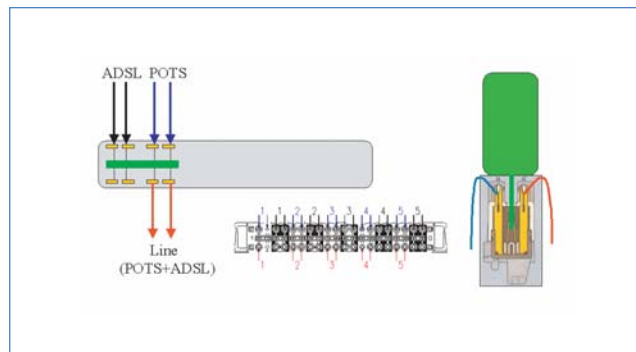 ADSL POTS
Line
(POTS+ADSL)
1 1 2 2 3 3 4 4 5 5
1 2 3 4 5